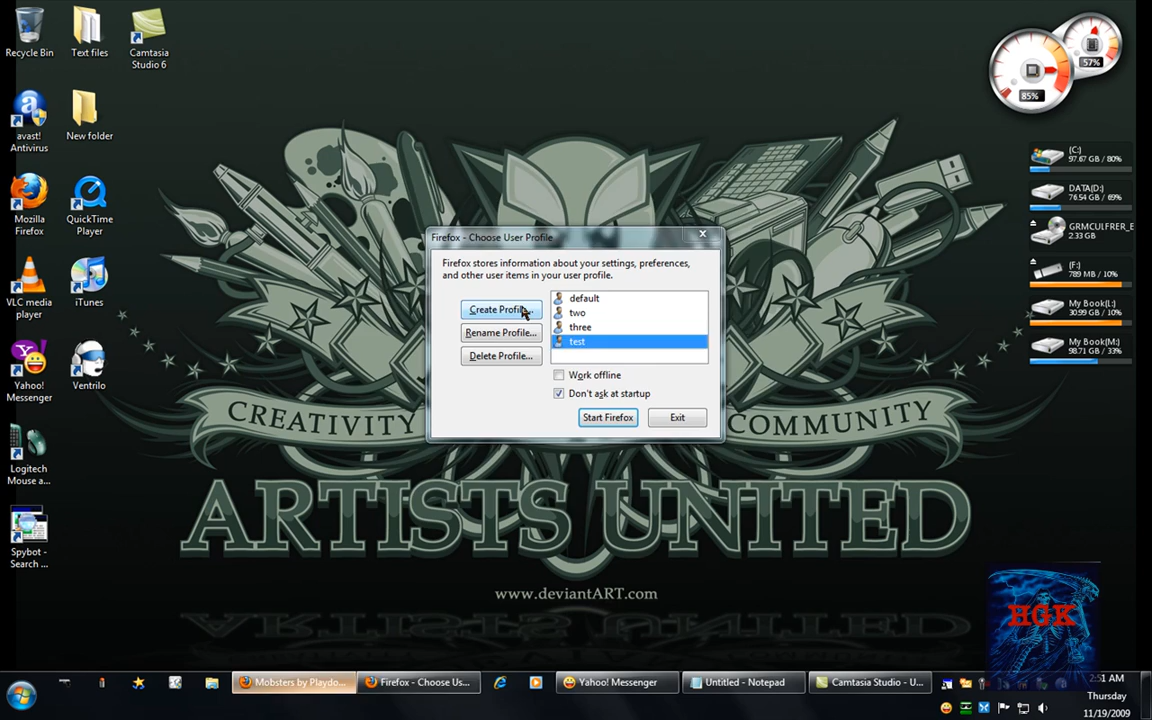 Recycle Bin
Text files
Camtasia
Studio 6
avast!
Antivirus
New folder
Mozilla
Firefox
QuickTime
Player
VLC media
player
iTunes
Yahoo!
Messenger
Ventrilo
Logitech
Mouse a...
Spybot -
Search ...
57%
85%
(C:)
97.67 GB / 80%
DATA(D:)
76.54 GB / 69%
GRMCULFRER_E
2.33 GB
(F:)
789 MB / 10%
My Book(L:)
30.99 GB / 10%
My Book(M:)
98.71 GB / 33%
Firefox - Choose User Profile
Firefox stores information about your settings, preferences,
and other user items in your user profile.
Create Profile...
Rename Profile...
Delete Profile...
default
two
three
test
Work offline
Don't ask at startup
Start Firefox
Exit
CREATIVITY
COMMUNITY
ARTISTS UNITED
www.deviantART.com
HGK
Mobsters by Playdo...
Firefox - Choose Us...
Yahoo! Messenger
Untitled - Notepad
Camtasia Studio - U...
2:51 AM
Thursday
11/19/2009